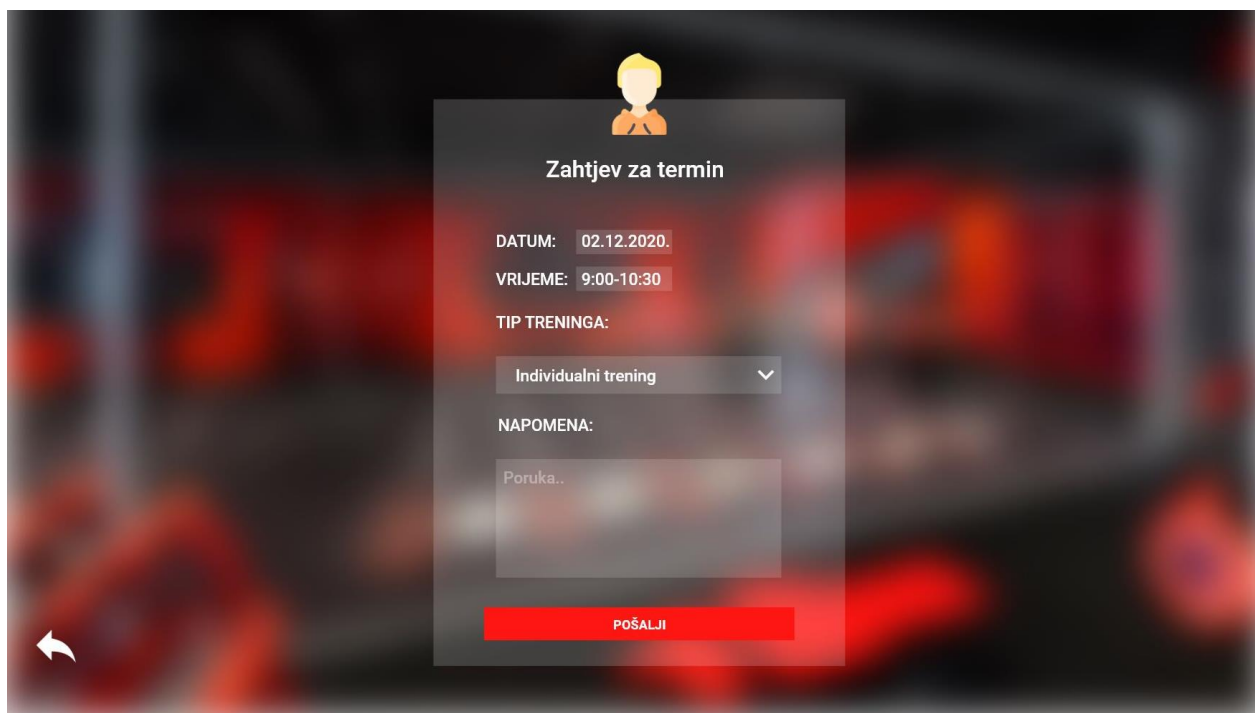 Zahtjev za termin
DATUM: 02.12.2020.
VRIJEME: 9:00-10:30
TIP TRENINGA:
Individualni trening
NAPOMENA:
Poruka..
POŠALJI